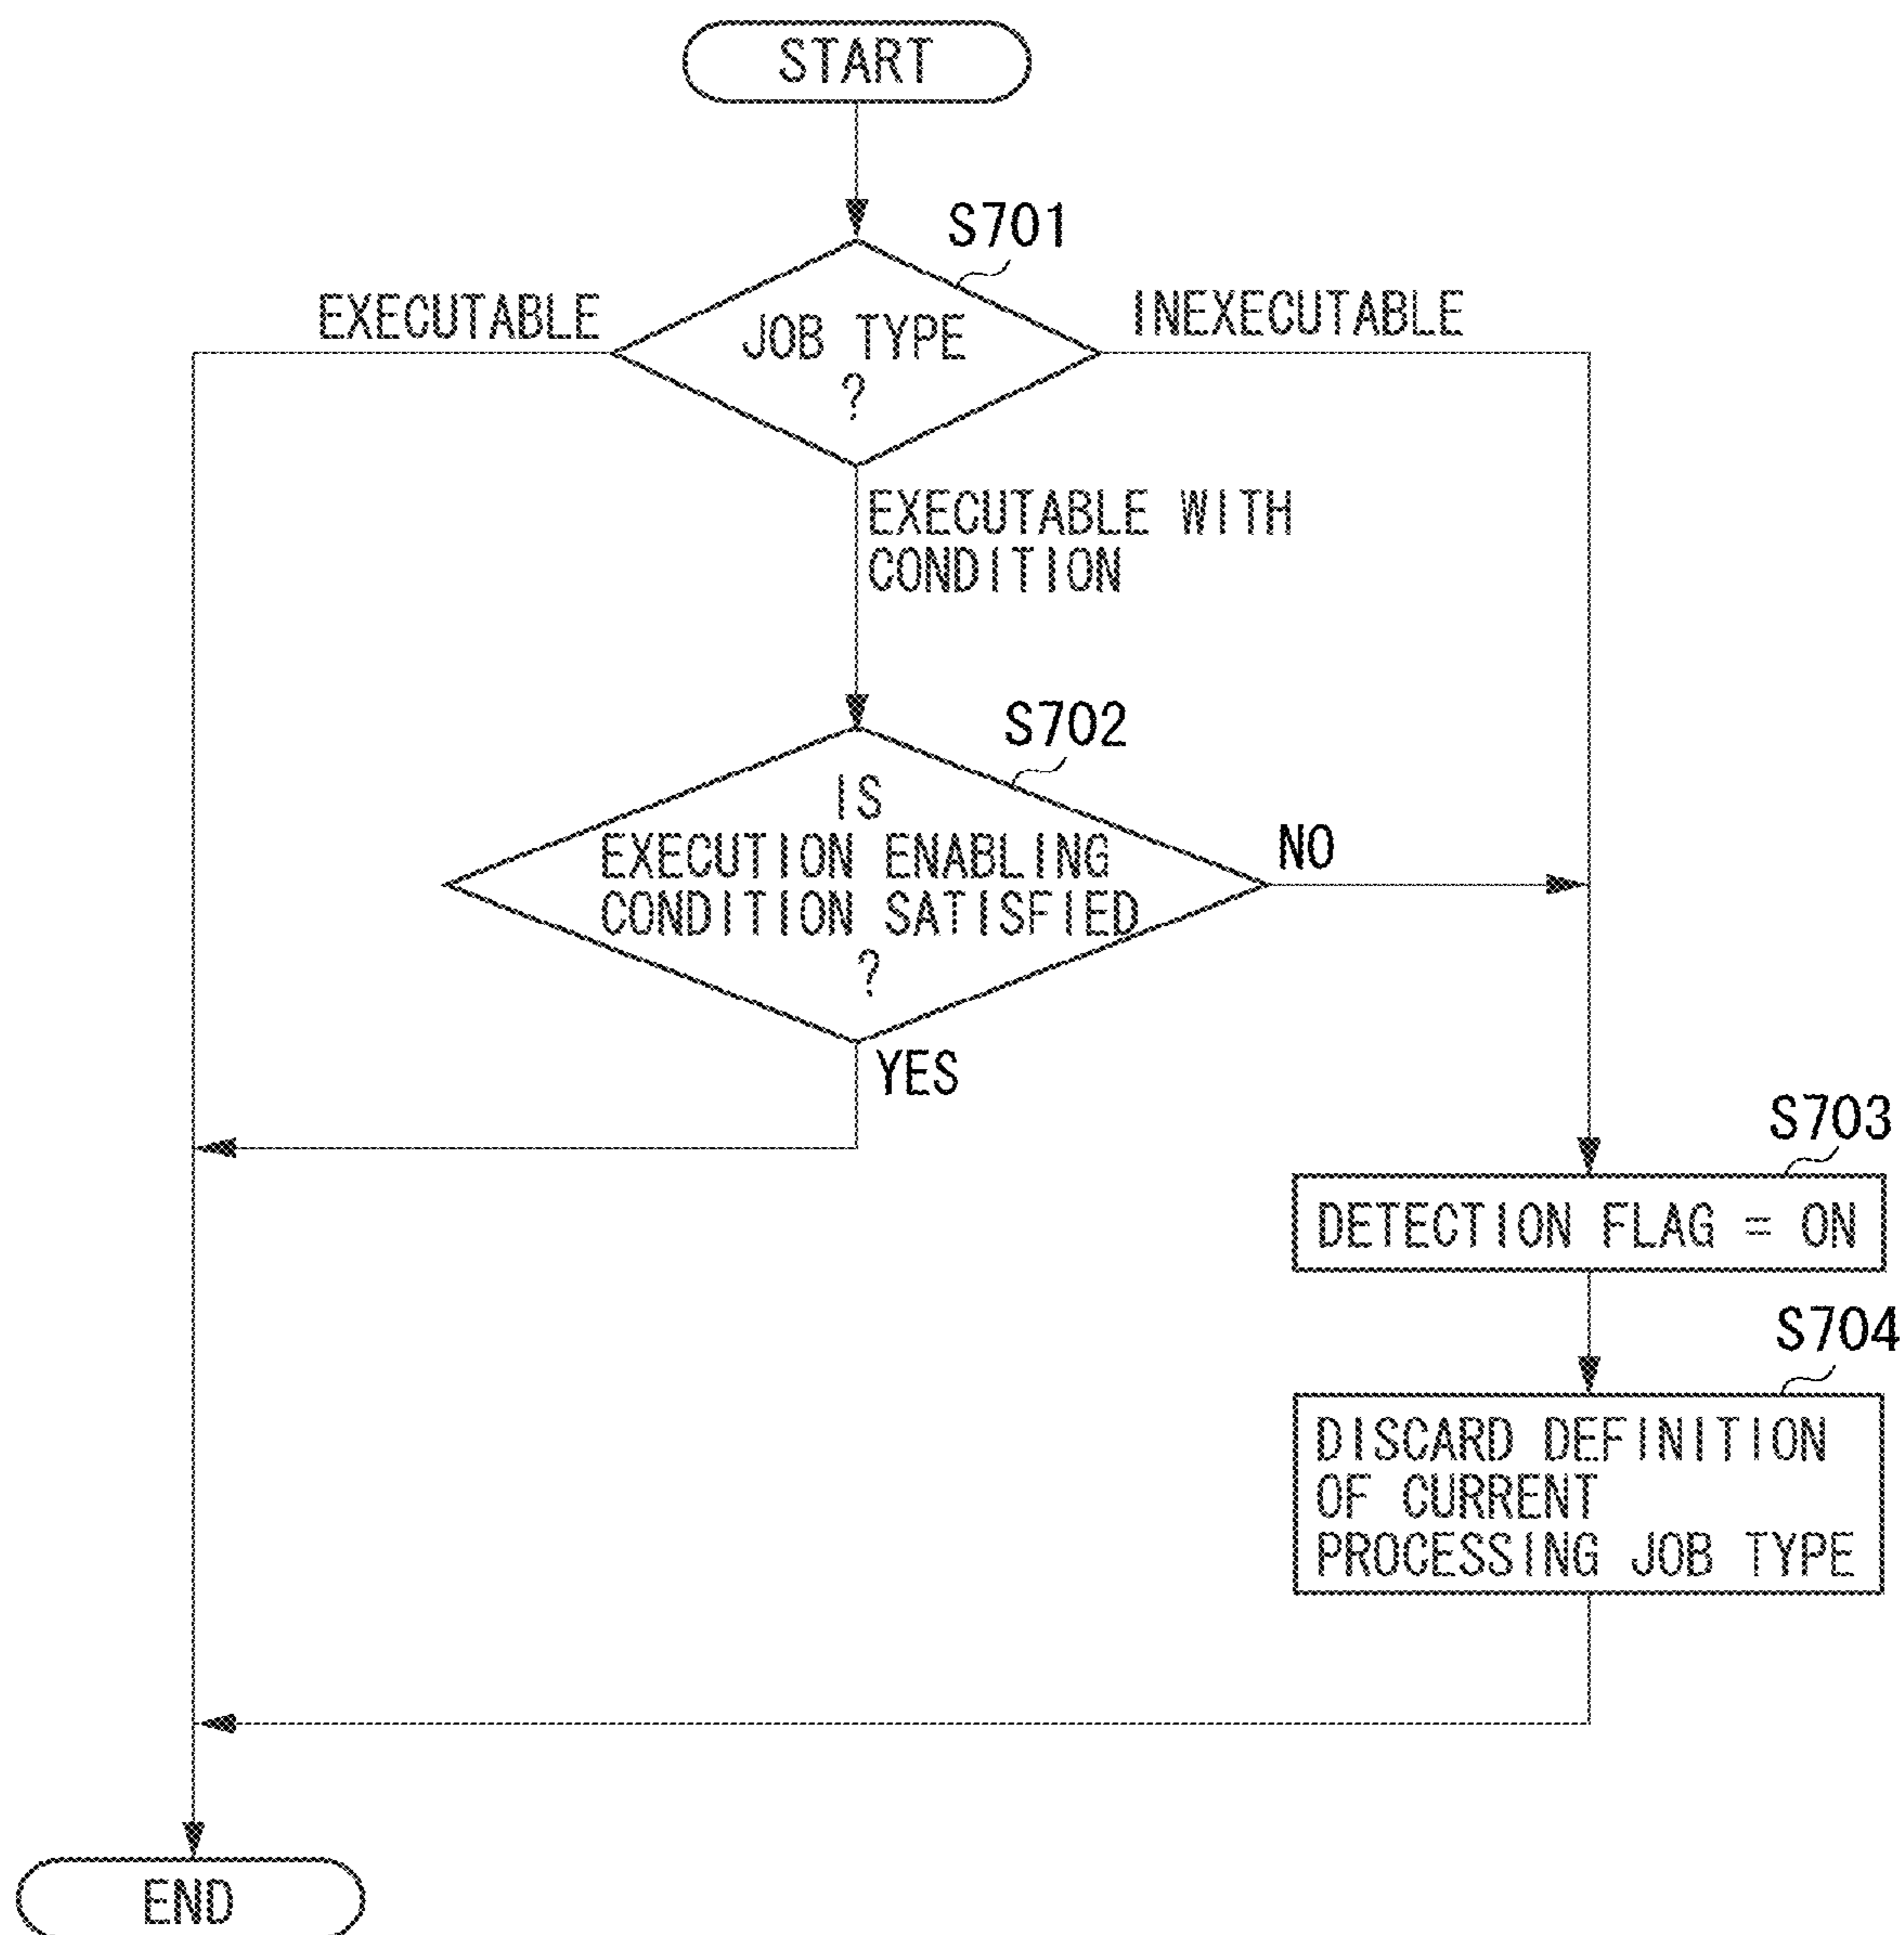 START
S701
EXECUTABLE
JOB TYPE
?
INEXECUTABLE
EXECUTABLE WITH
CONDITION
S702
IS
EXECUTION ENABLING
CONDITION SATISFIED
?
NO
YES
S703
DETECTION FLAG = ON
S704
DISCARD DEFINITION
OF CURRENT
PROCESSING JOB TYPE
END